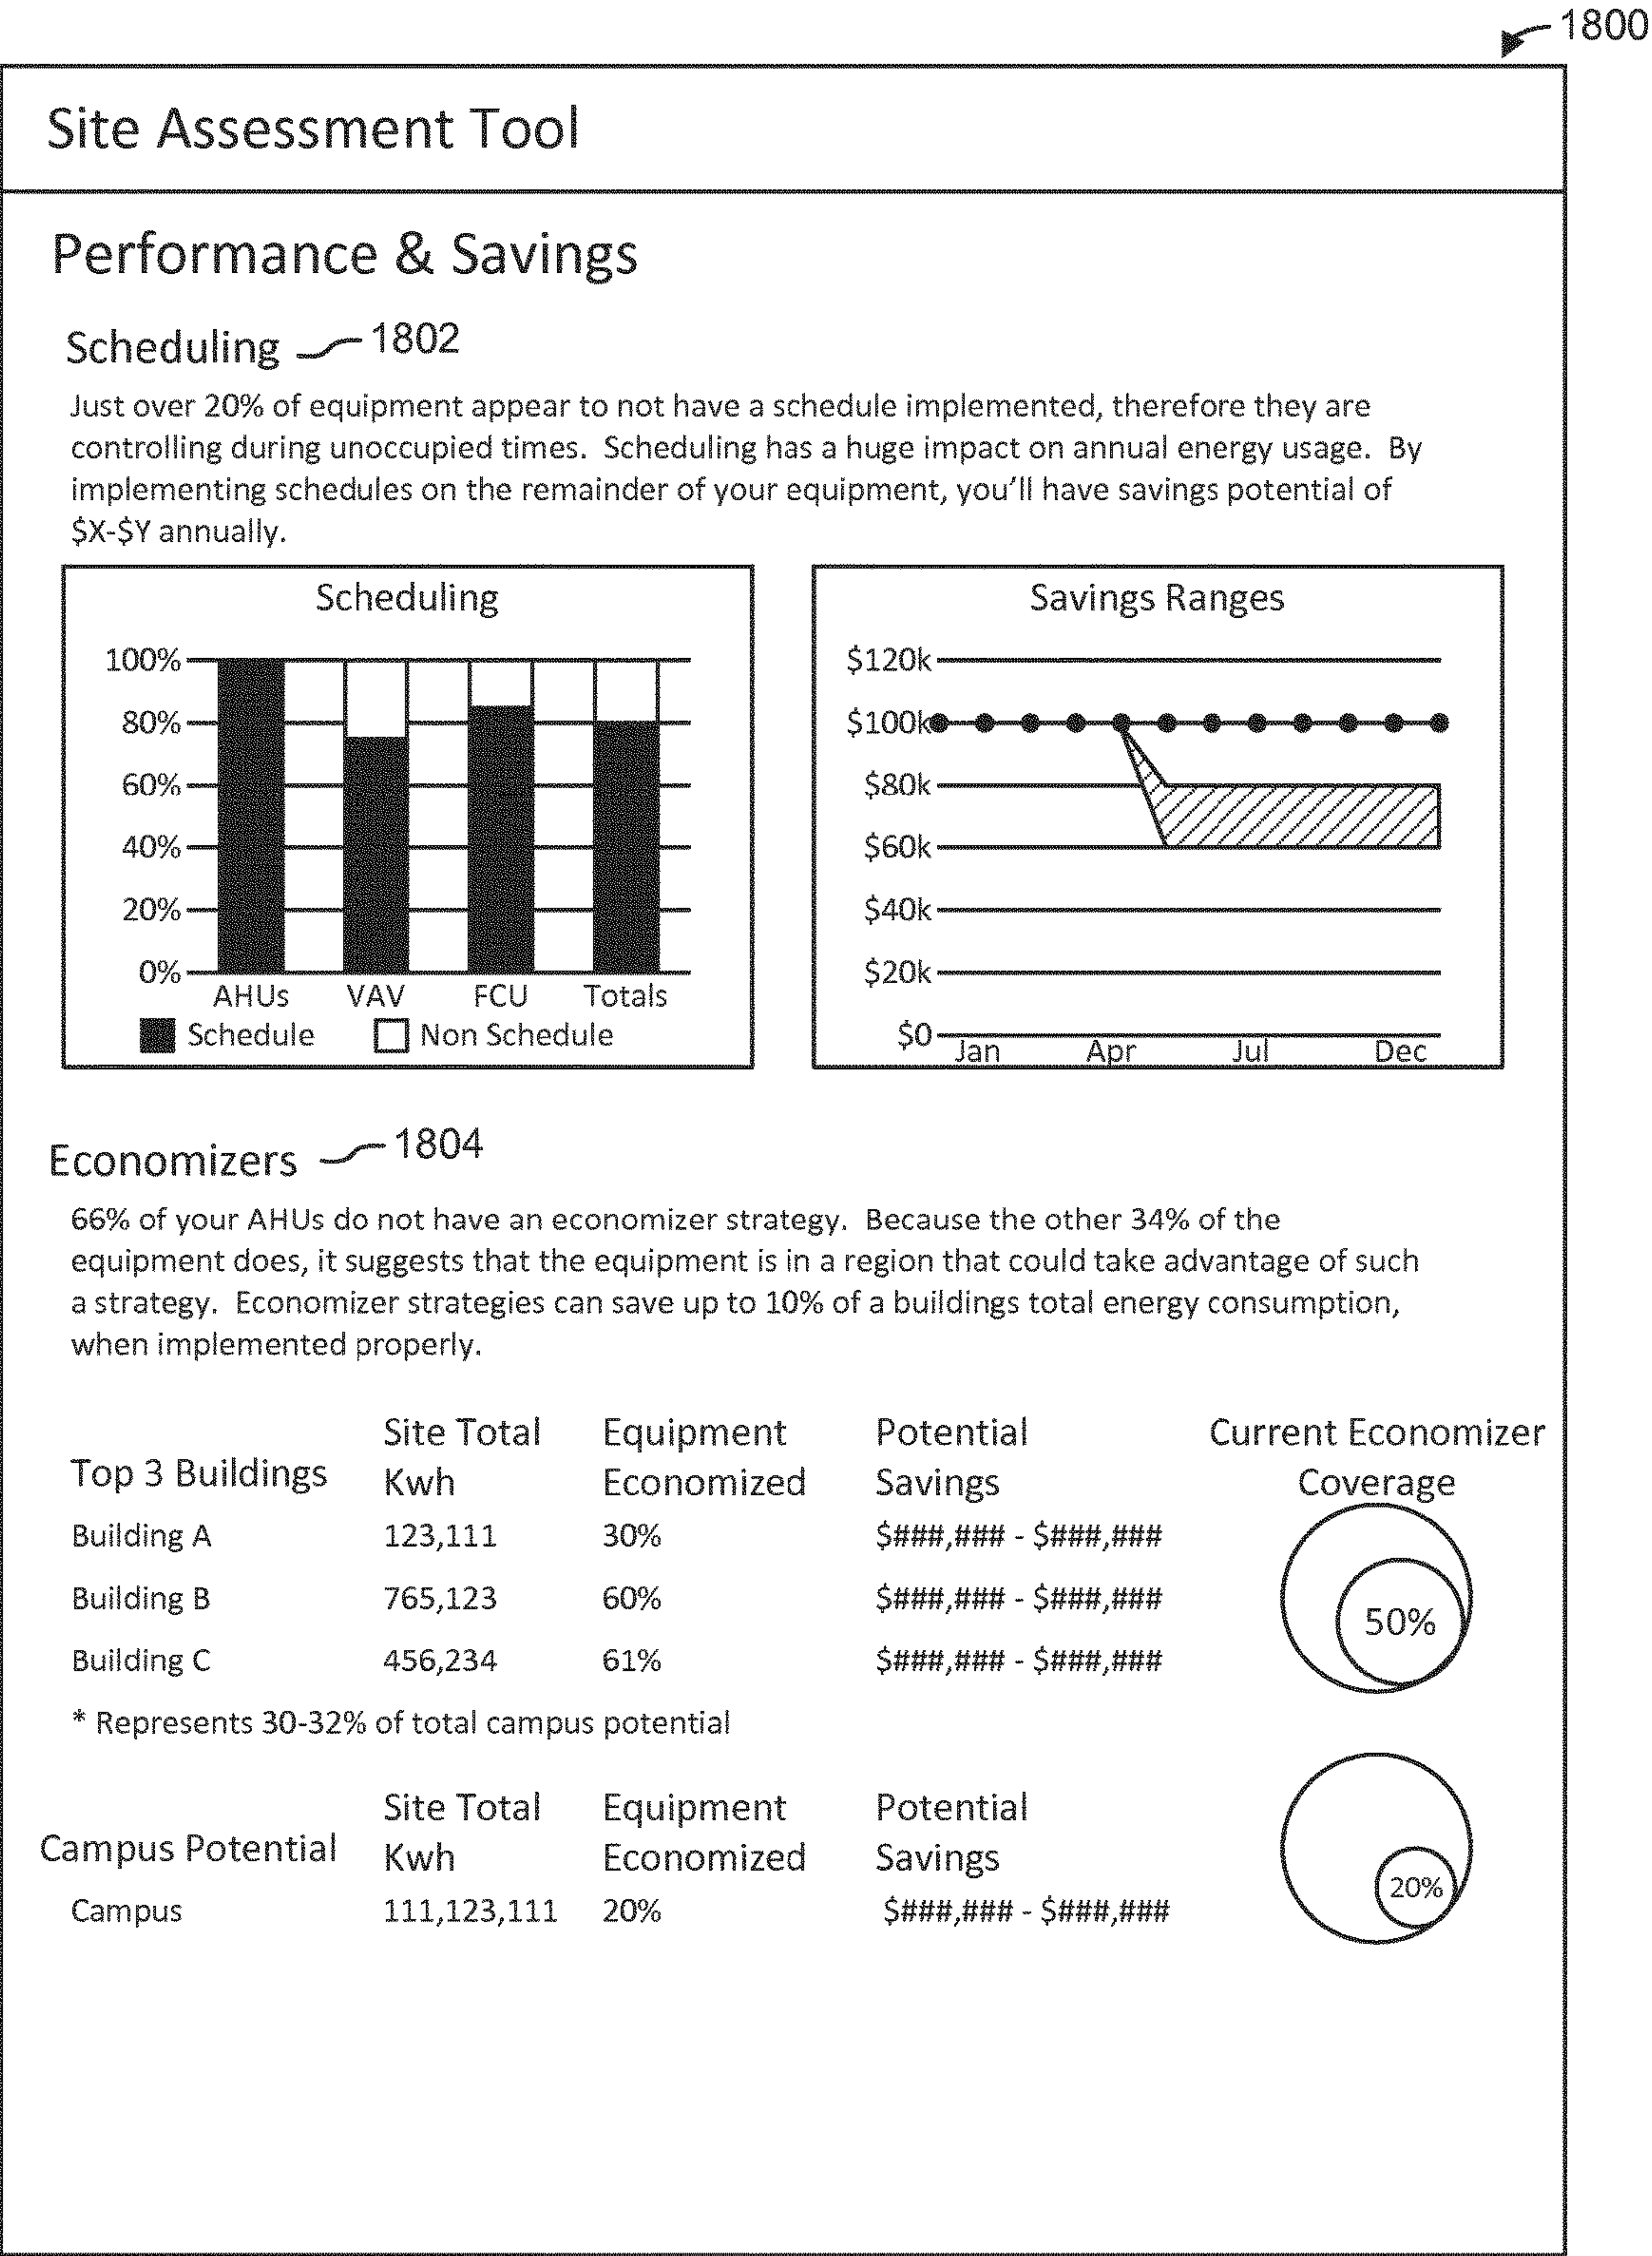 1800
Site Assessment Tool
Performance & Savings
Scheduling 1802
Just over 20% of equipment appear to not have a schedule implemented, therefore they are
controlling during unoccupied times. Scheduling has a huge impact on annual energy usage. By
implementing schedules on the remainder of your equipment, you'll have savings potential of
$X-$Y annually.
Scheduling
100%
80%
60%
40%
20%
0%
AHUs VAV FCU Totals
Schedule Non Schedule
Savings Ranges
$120k
$100k
$80k
$60k
$40k
$20k
$0
Jan Apr Jul Dec
Economizers 1804
66% of your AHUs do not have an economizer strategy. Because the other 34% of the
equipment does, it suggests that the equipment is in a region that could take advantage of such
a strategy. Economizer strategies can save up to 10% of a buildings total energy consumption,
when implemented properly.
Top 3 Buildings Site Total Kwh Equipment Economized Potential Savings Current Economizer Coverage
Building A 123,111 30% $###,### - $###,###
Building B 765,123 60% $###,### - $###,###
50%
Building C 456,234 61% $###,### - $###,###
* Represents 30-32% of total campus potential
Campus Potential Site Total Kwh Equipment Economized Potential Savings
20%
Campus 111,123,111 20% $###,### - $###,###